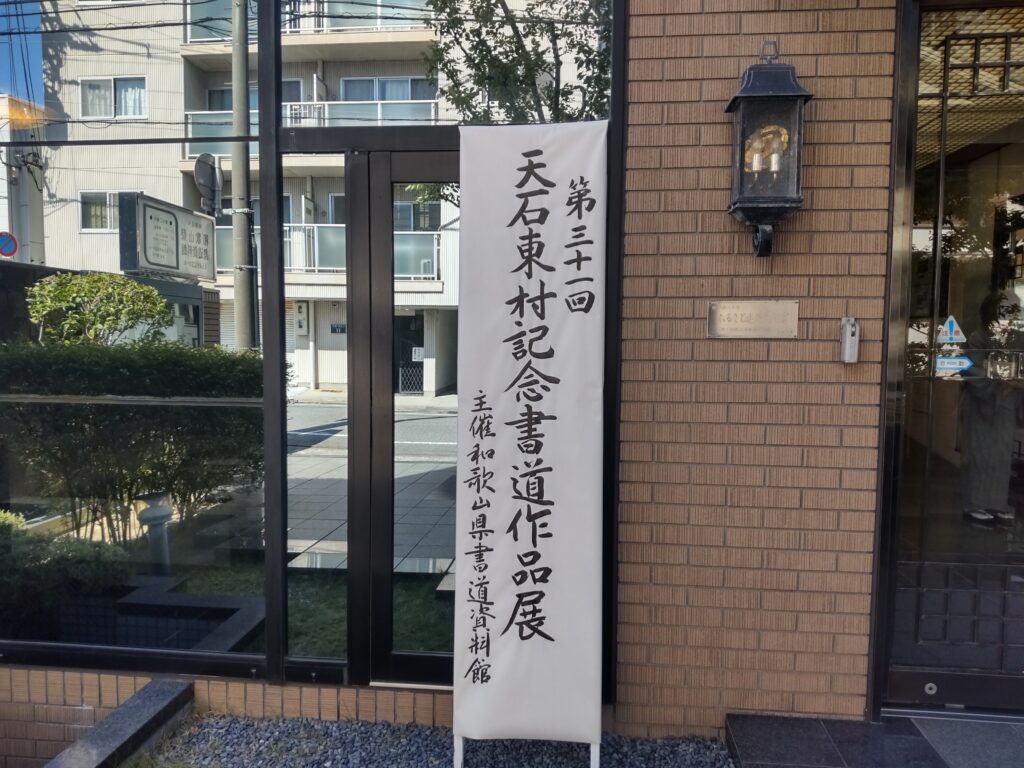 第三十一回
天石東村記念書道作品展
主催和歌山県書道資料館